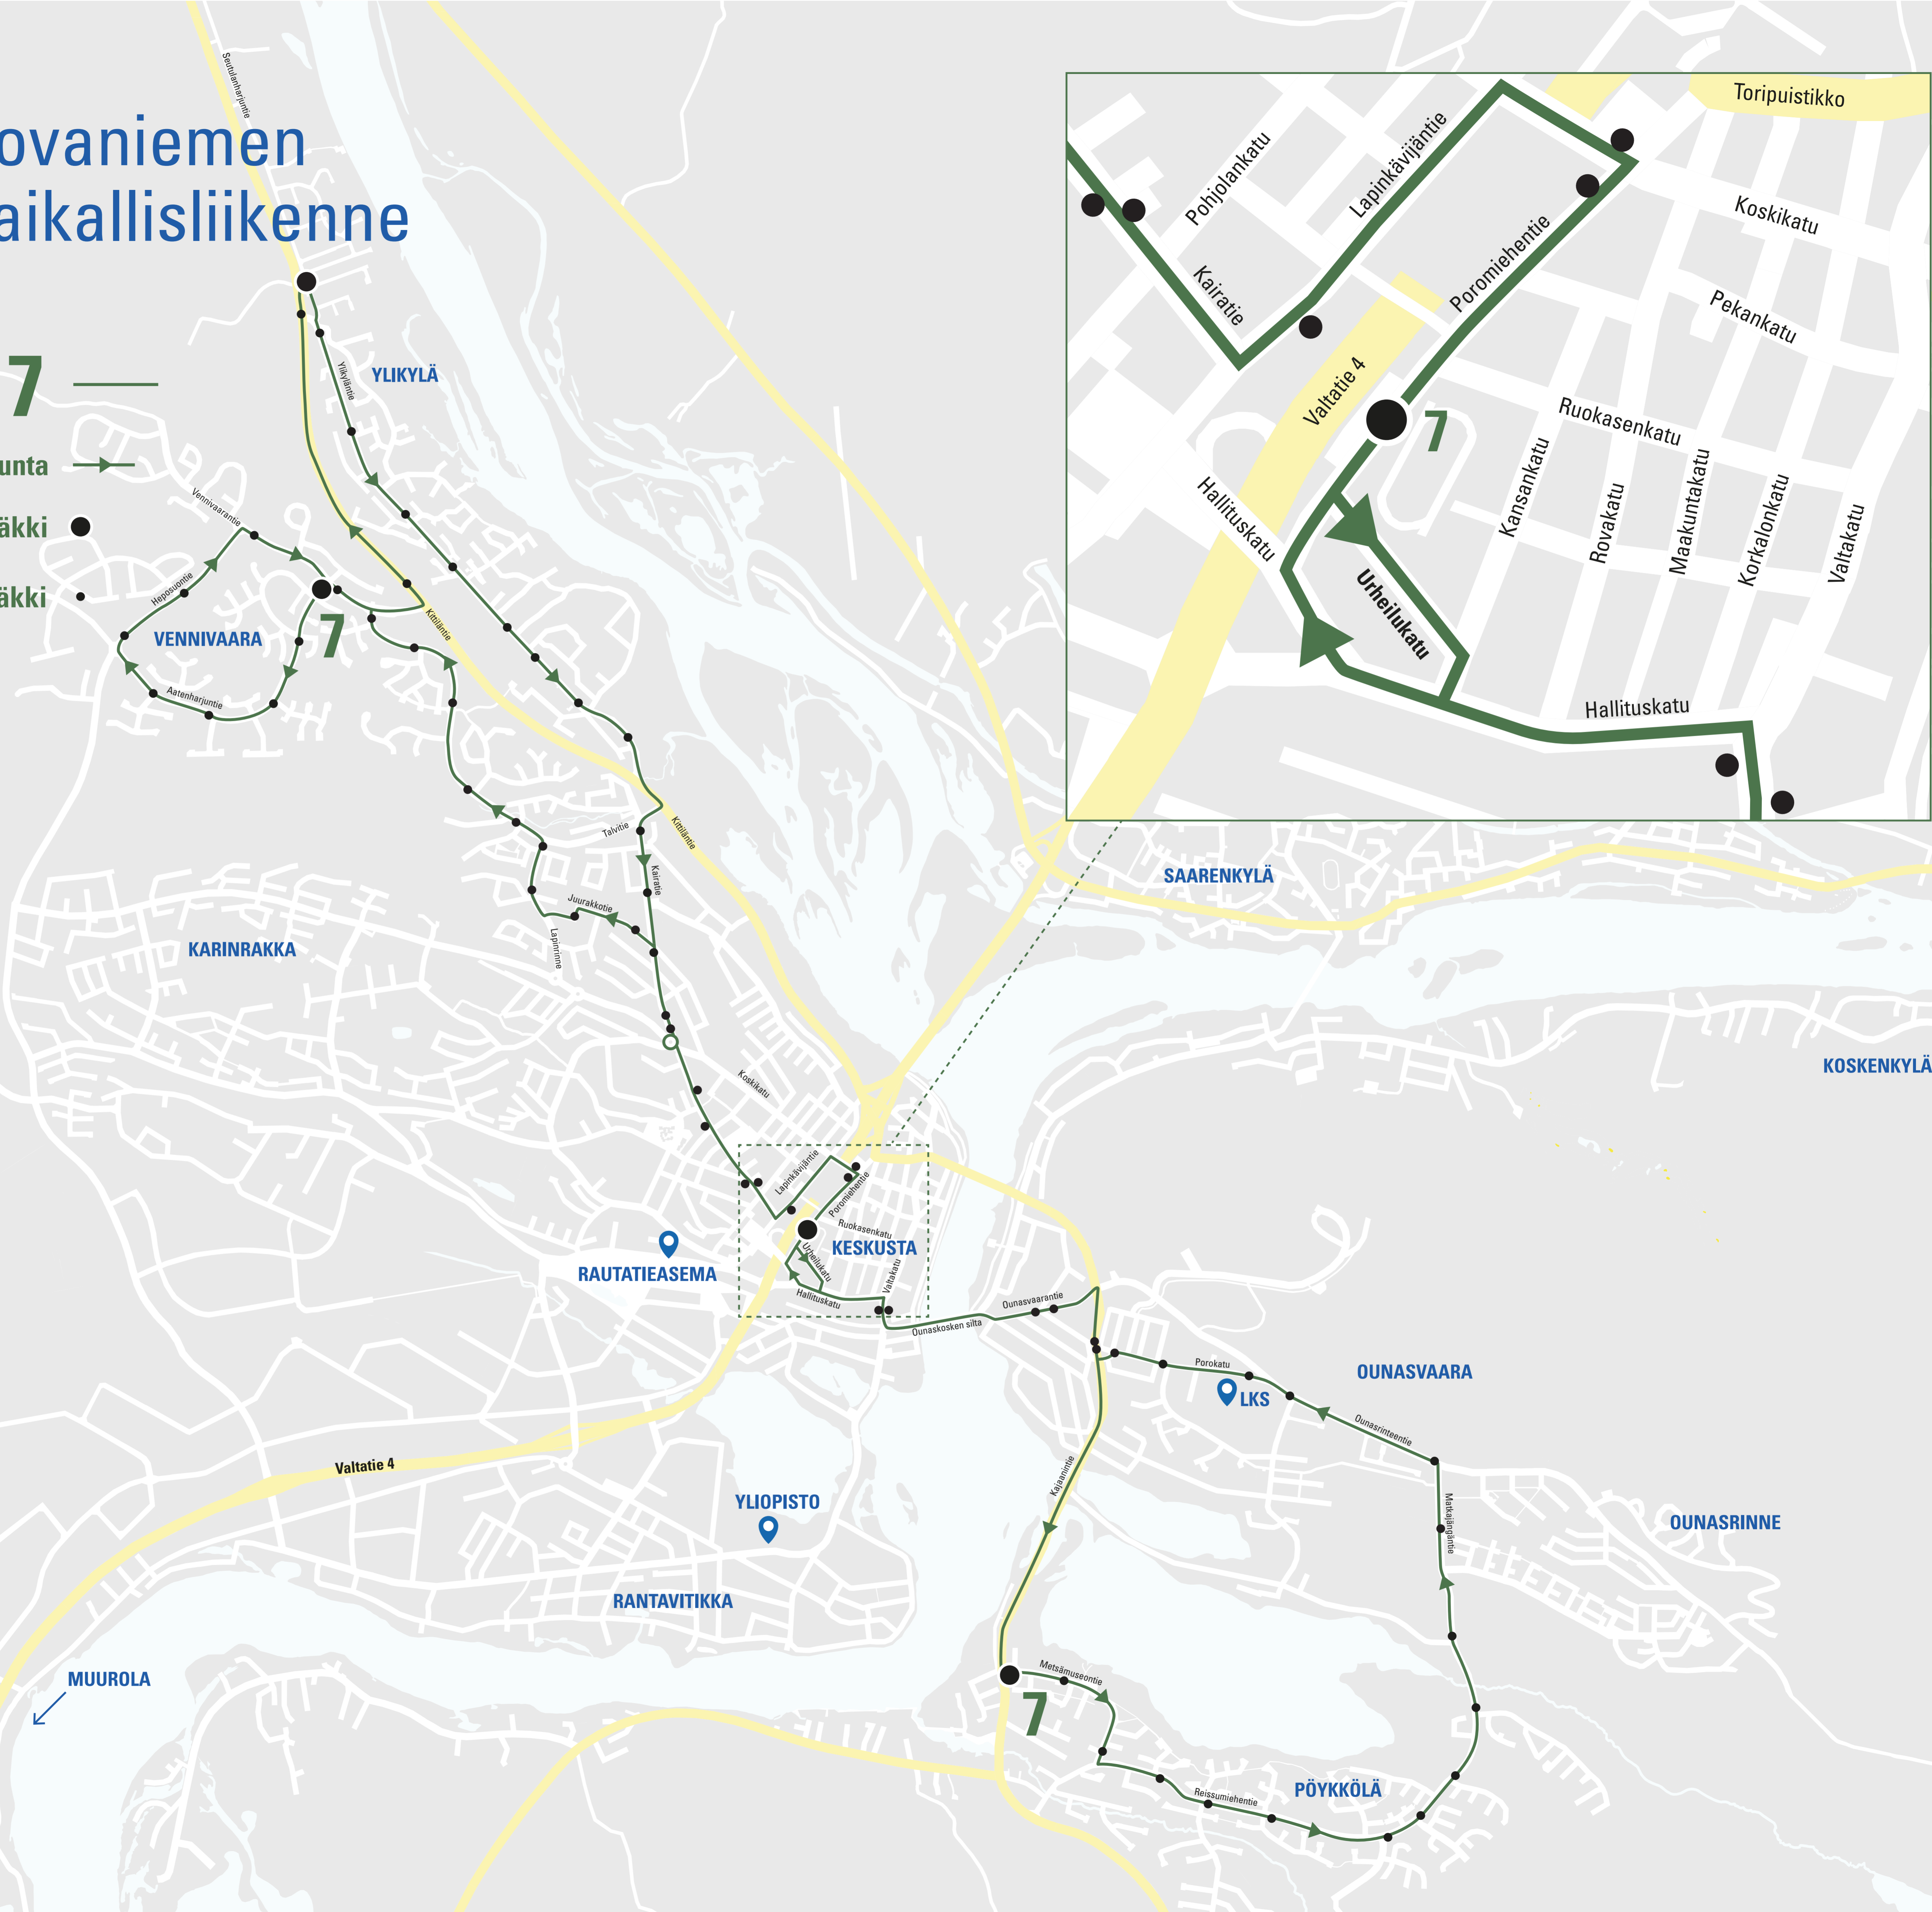 ovaniemen
aikallisliikenne
7
unta
äkki
äkki
Seutulanharjuntie
YLIKYLÄ
Ylikyläntie
Vennivaarantie
Heposuontie
VENNIVAARA
7
Kittiläntie
Aatenharjuntie
Talvitie
Kittiläntie
Kairatie
Juurakkotie
Lapinrinne
KARINRAKKA
Koskikatu
Toripuistikko
Pohjolankatu
Lapinkävijäntie
Koskikatu
Kairatie
Poromiehentie
Pekankatu
Valtatie 4
7
Ruokasenkatu
Hallituskatu
Kansankatu
Rovakatu
Maakuntakatu
Korkalonkatu
Valtakatu
Urheilukatu
Hallituskatu
SAARENKYLÄ
KOSKENKYLÄ
Lapinkävijäntie
Poromiehentie
Ruokasenkatu
KESKUSTA
RAUTATIEASEMA
Urheilukatu
Valtakatu
Hallituskatu
Ounaskosken silta
Ounasvaarantie
Porokatu
OUNASVAARA
LKS
Ounasrinteentie
Valtatie 4
Kajaanintie
YLIOPISTO
Matkajängäntie
OUNASRINNE
RANTAVITIKKA
MUUROLA
Metsämuseontie
7
Reissumiehentie
PÖYKKÖLÄ